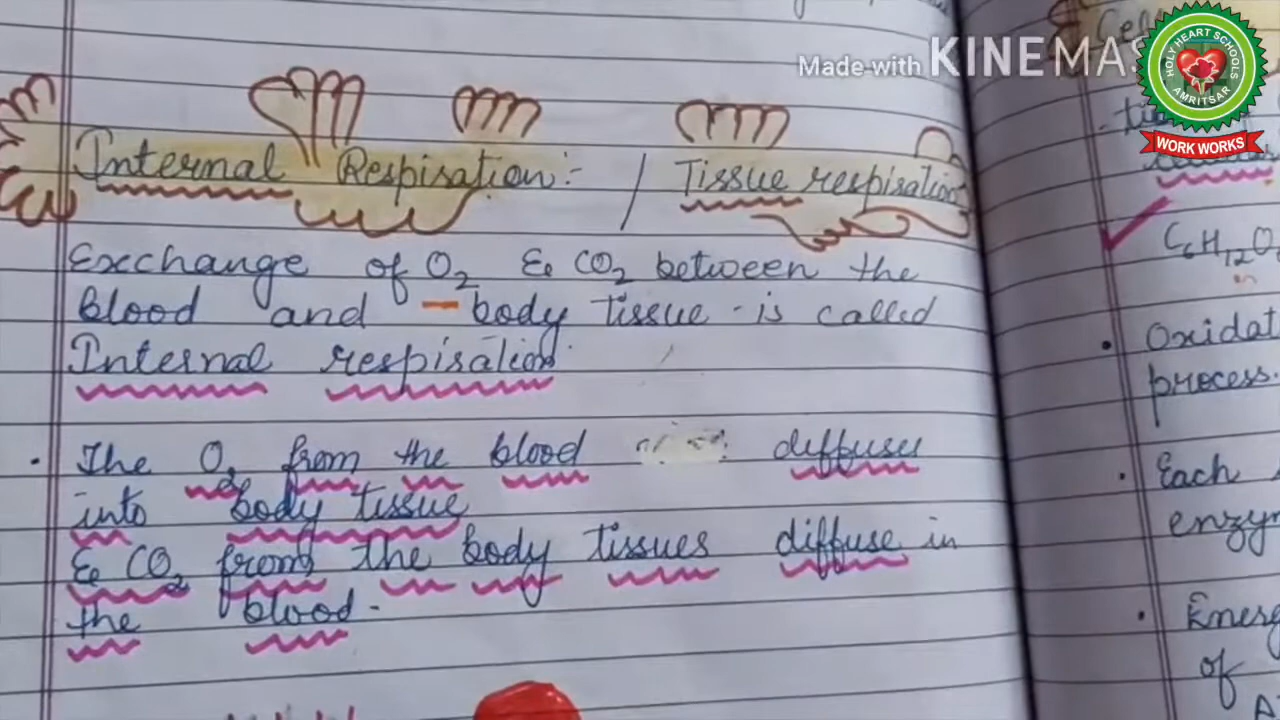 Made with KINEMAS
HOLY HEART SCHOOLS
AMRITSAR
WORK WORKS
Internal Respiration:- / Tissue respiration
Exchange of O₂ & CO₂ between the
blood and body tissue is called
Internal respiration
• The O₂ from the blood diffuses
into body tissue
& CO₂ from the body tissues diffuse in
the blood.
C₆H₁₂O
• Oxidat
process.
• Each
enzym
• Energ
of
A